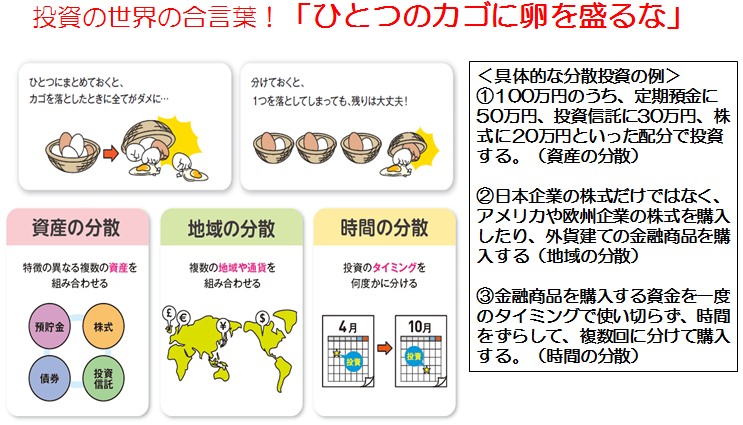 投資の世界の合言葉！「ひとつのカゴに卵を盛るな」
ひとつにまとめておくと、
カゴを落としたときに全てがダメに…
分けておくと、
1つを落としてしまっても、残りは大丈夫！
資産の分散
特徴の異なる複数の資産を
組み合わせる
預貯金
株式
債券
投資
信託
地域の分散
複数の地域や通貨を
組み合わせる
£
€
¥
$
時間の分散
投資のタイミングを
何度かに分ける
4月
投資
10月
投資
＜具体的な分散投資の例＞
①１００万円のうち、定期預金に
５０万円、投資信託に３０万円、株
式に２０万円といった配分で投資
する。（資産の分散）
②日本企業の株式だけではなく、
アメリカや欧州企業の株式を購入
したり、外貨建ての金融商品を購
入する（地域の分散）
③金融商品を購入する資金を一度
のタイミングで使い切らず、時間
をずらして、複数回に分けて購入
する。（時間の分散）